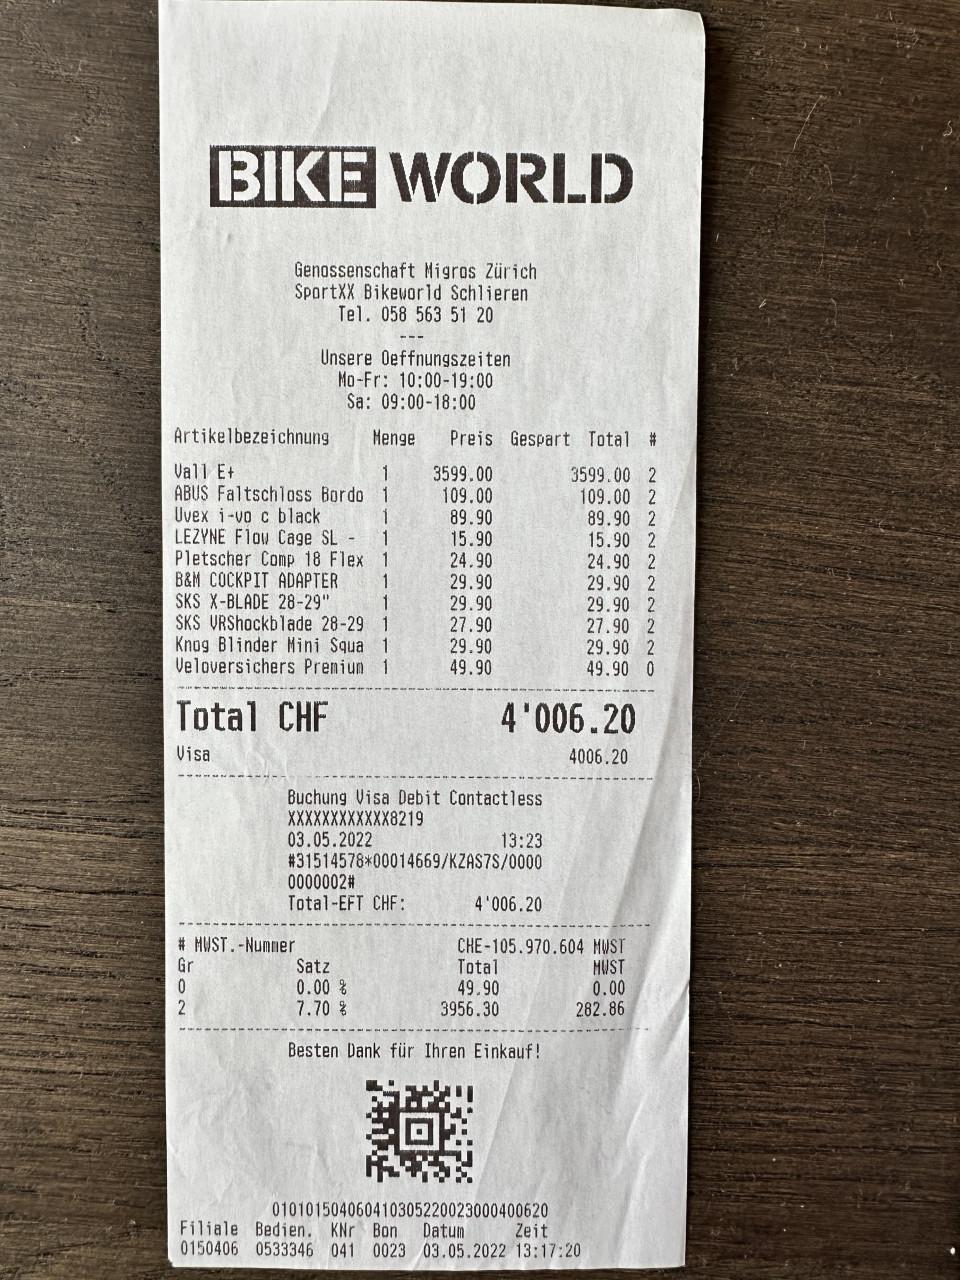 BIKE WORLD
Genossenschaft Migros Zürich
SportXX Bikeworld Schlieren
Tel. 058 563 51 20
---
Unsere Oeffnungszeiten
Mo-Fr: 10:00-19:00
Sa: 09:00-18:00
Artikelbezeichnung Menge Preis Gespart Total #
Vall E+ 1 3599.00 3599.00 2
ABUS Faltschloss Bordo 1 109.00 109.00 2
Uvex i-vo c black 1 89.90 89.90 2
LEZYNE Flow Cage SL - 1 15.90 15.90 2
Pletscher Comp 18 Flex 1 24.90 24.90 2
B&M COCKPIT ADAPTER 1 29.90 29.90 2
SKS X-BLADE 28-29" 1 29.90 29.90 2
SKS VRShockblade 28-29 1 27.90 27.90 2
Knog Blinder Mini Squa 1 29.90 29.90 2
Veloversichers Premium 1 49.90 49.90 0
Total CHF 4'006.20
Visa 4006.20
Buchung Visa Debit Contactless
XXXXXXXXXXXX8219
03.05.2022 13:23
#31514578*00014669/KZAS7S/0000
0000002#
Total-EFT CHF: 4'006.20
# MWST.-Nummer CHE-105.970.604 MWST
Gr Satz Total MWST
0 0.00 % 49.90 0.00
2 7.70 % 3956.30 282.86
Besten Dank für Ihren Einkauf!
010101504060410305220023000400620
Filiale Bedien. KNr Bon Datum Zeit
0150406 0533346 041 0023 03.05.2022 13:17:20